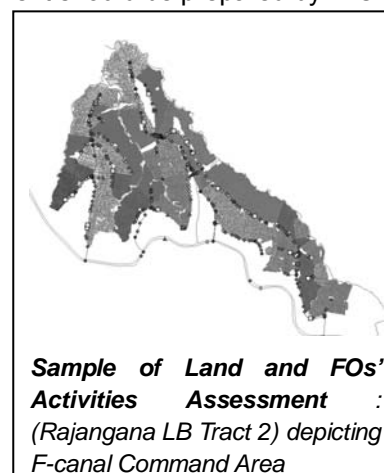 Sample of Land and FOs'
Activities Assessment :
(Rajangana LB Tract 2) depicting
F-canal Command Area